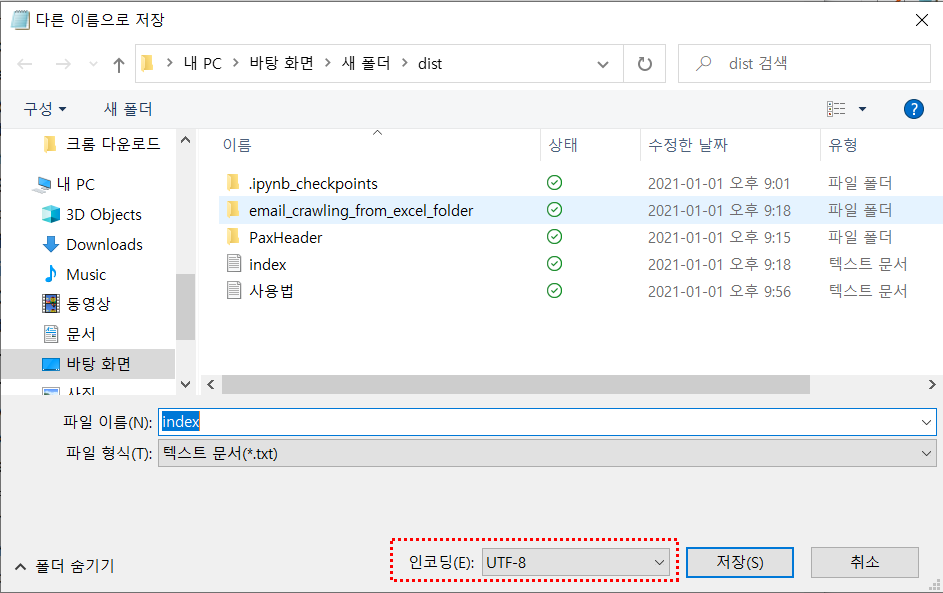 다른 이름으로 저장
내 PC > 바탕 화면 > 새 폴더 > dist
dist 검색
구성 새 폴더
?
크롬 다운로드
내 PC
3D Objects
Downloads
Music
동영상
문서
바탕 화면
사진
이름 상태 수정한 날짜 유형
.ipynb_checkpoints 2021-01-01 오후 9:01 파일 폴더
email_crawling_from_excel_folder 2021-01-01 오후 9:18 파일 폴더
PaxHeader 2021-01-01 오후 9:15 파일 폴더
index 2021-01-01 오후 9:18 텍스트 문서
사용법 2021-01-01 오후 9:56 텍스트 문서
파일 이름(N): index
파일 형식(T): 텍스트 문서(*.txt)
폴더 숨기기 인코딩(E): UTF-8 저장(S) 취소